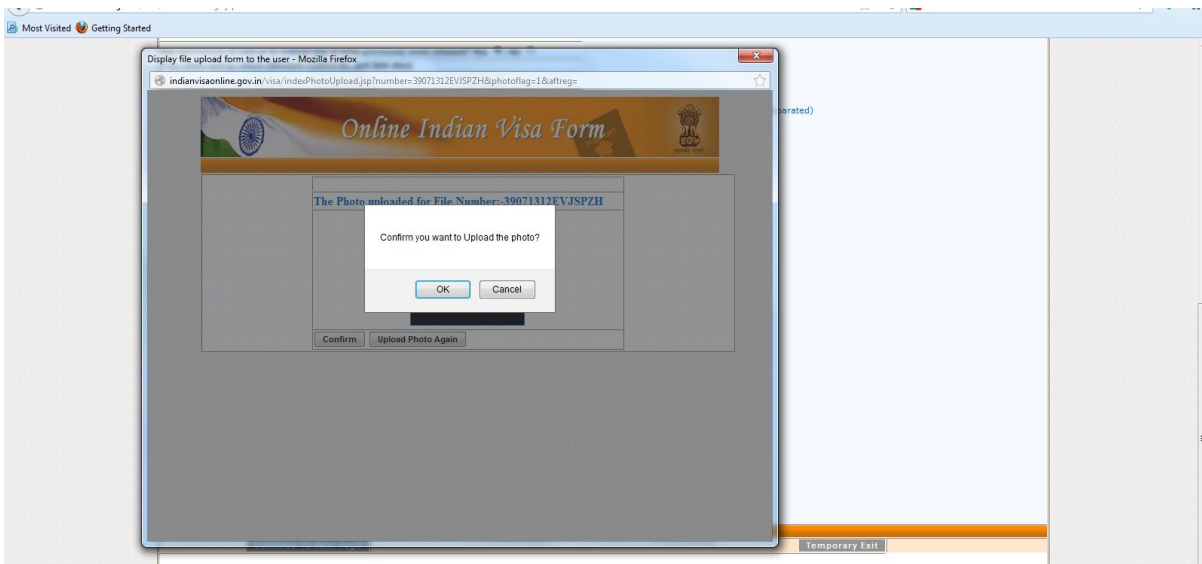 Most Visited Getting Started
Display file upload form to the user - Mozilla Firefox
indianvisaonline.gov.in/visa/indexPhotoUpload.jsp?number=39071312EVJSPZH&photoflag=1&aftreg=
parated)
Online Indian Visa Form
The Photo uploaded for File Number:-39071312EVJSPZH
Confirm you want to Upload the photo?
OK Cancel
Confirm Upload Photo Again
Temporary Exit